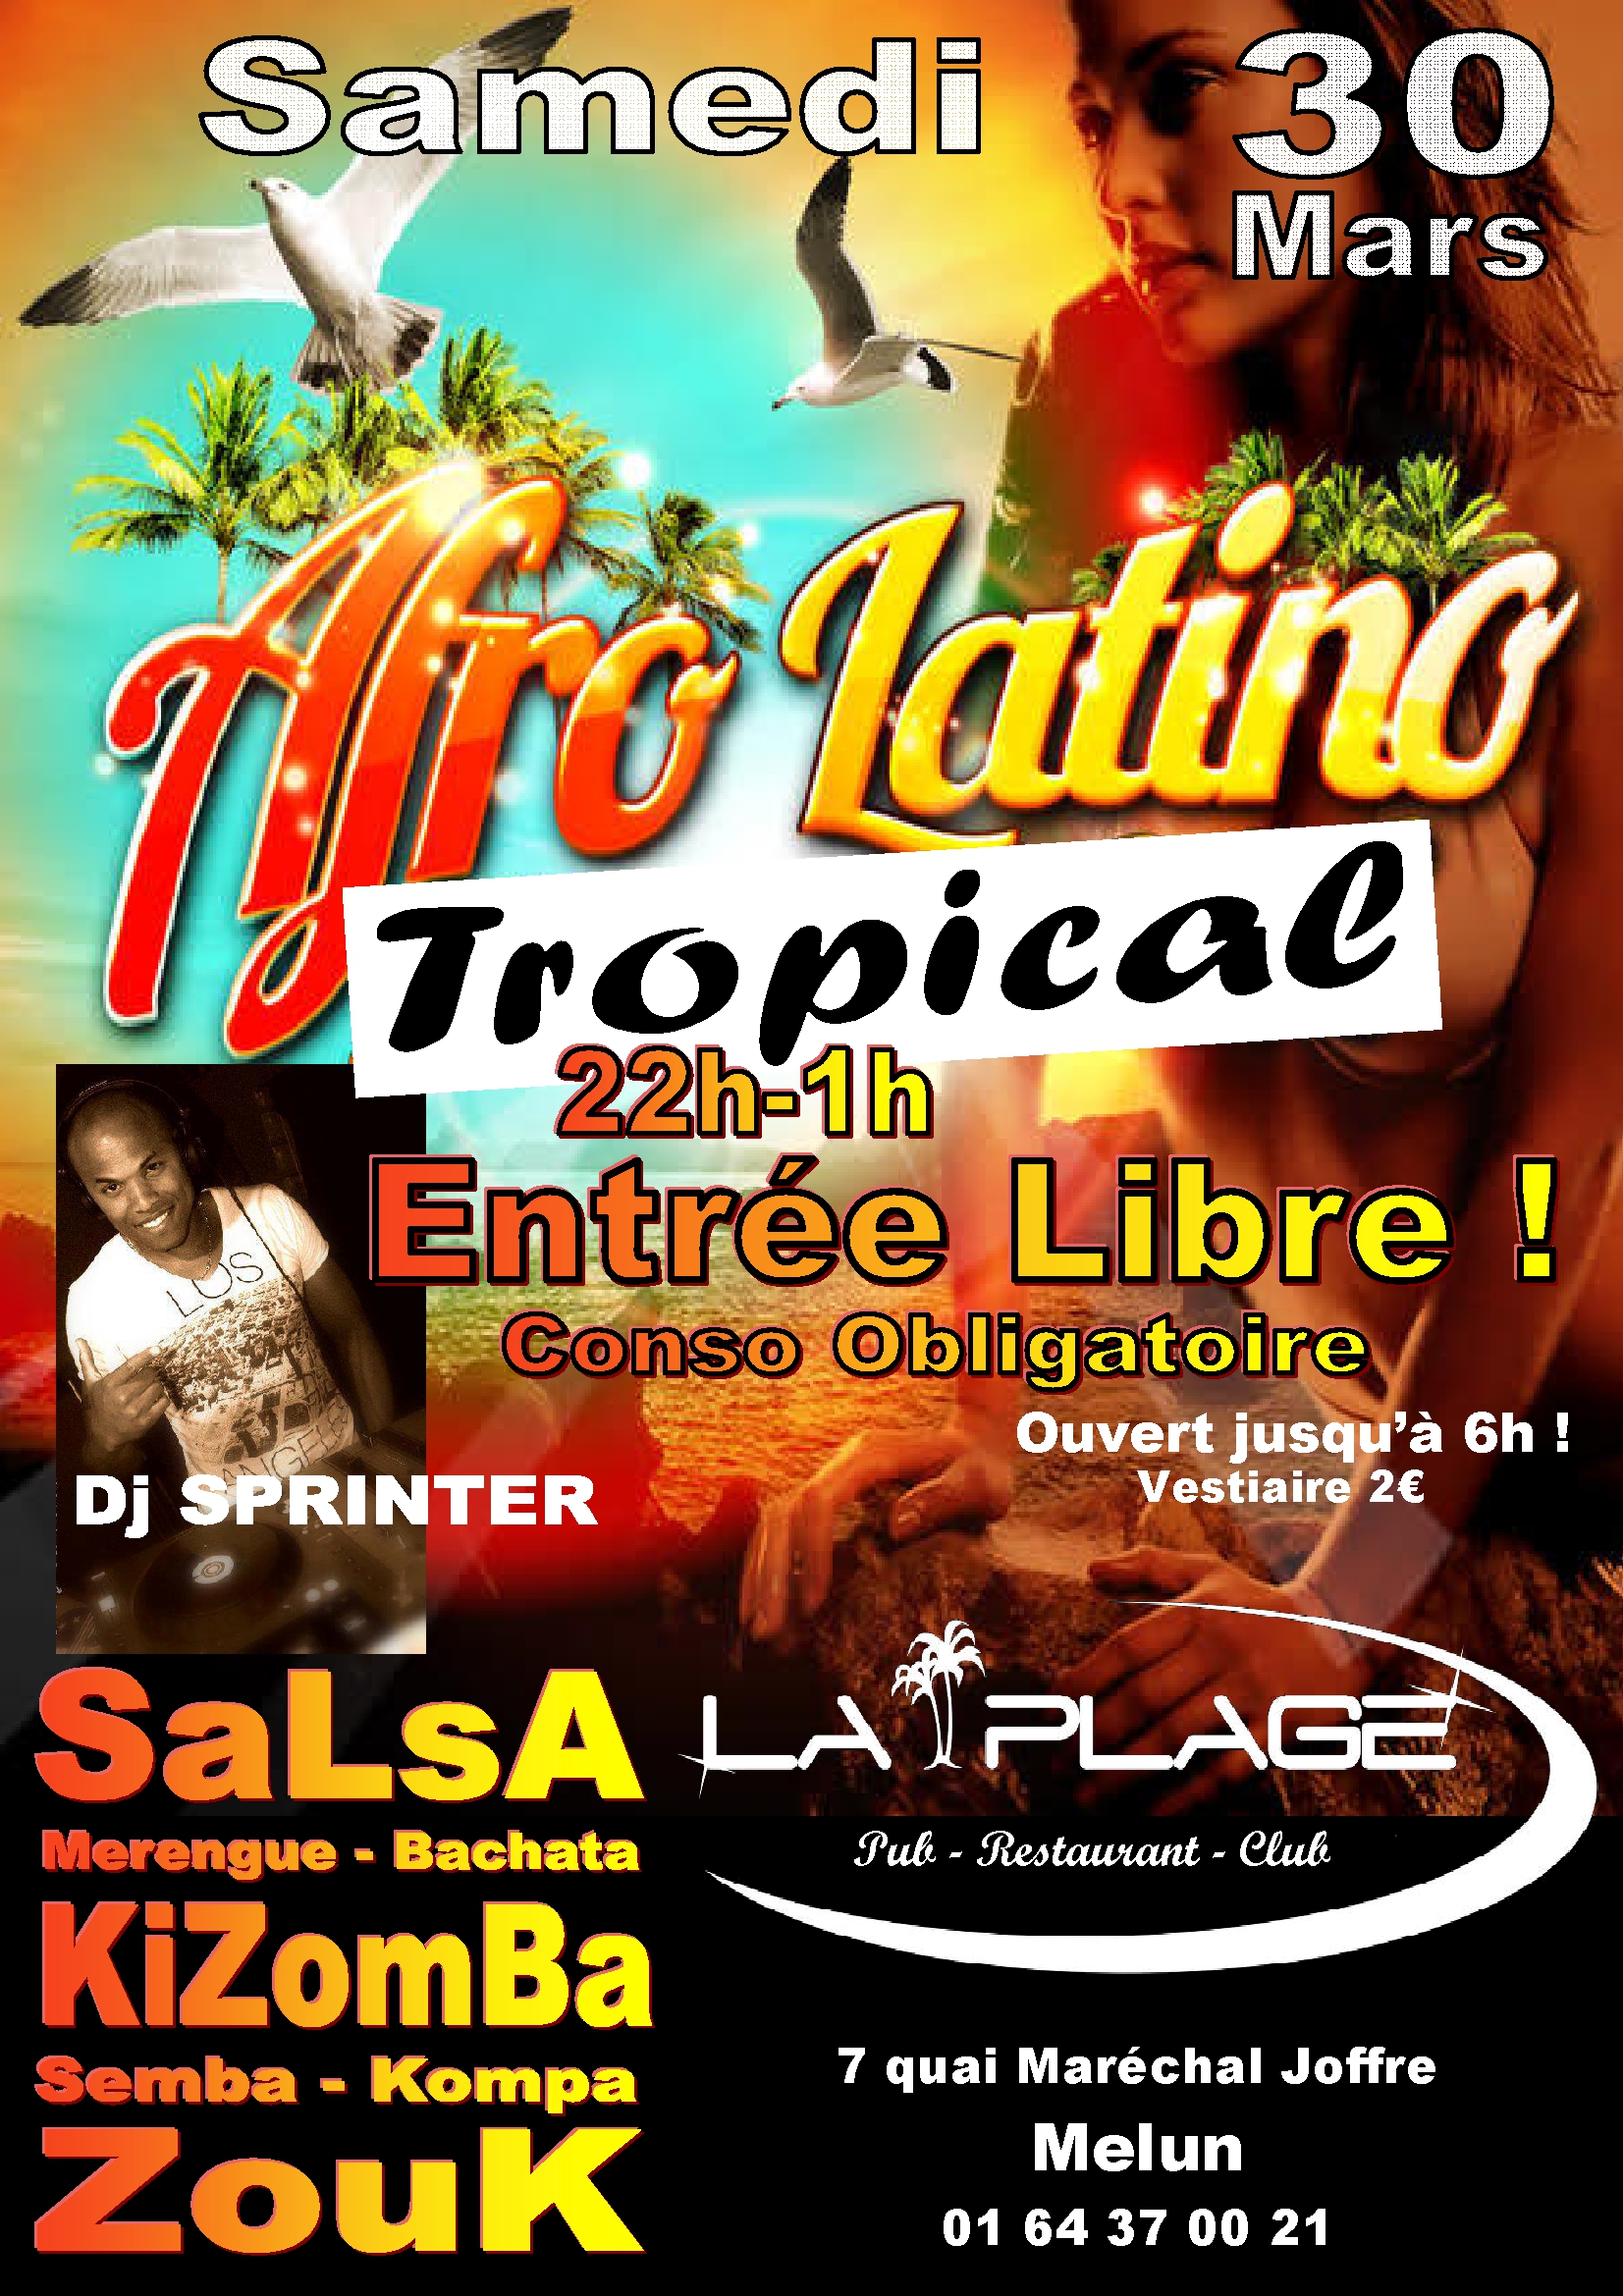 Samedi 30
Mars
Afro Latino
Tropical
22h-1h
Entrée Libre !
Conso Obligatoire
Ouvert jusqu'à 6h !
Vestiaire 2€
LOS
ANGELES
Dj SPRINTER
SaLsA
Merengue - Bachata
KiZomBa
Semba - Kompa
ZouK
LA PLAGE
Pub - Restaurant - Club
7 quai Maréchal Joffre
Melun
01 64 37 00 21